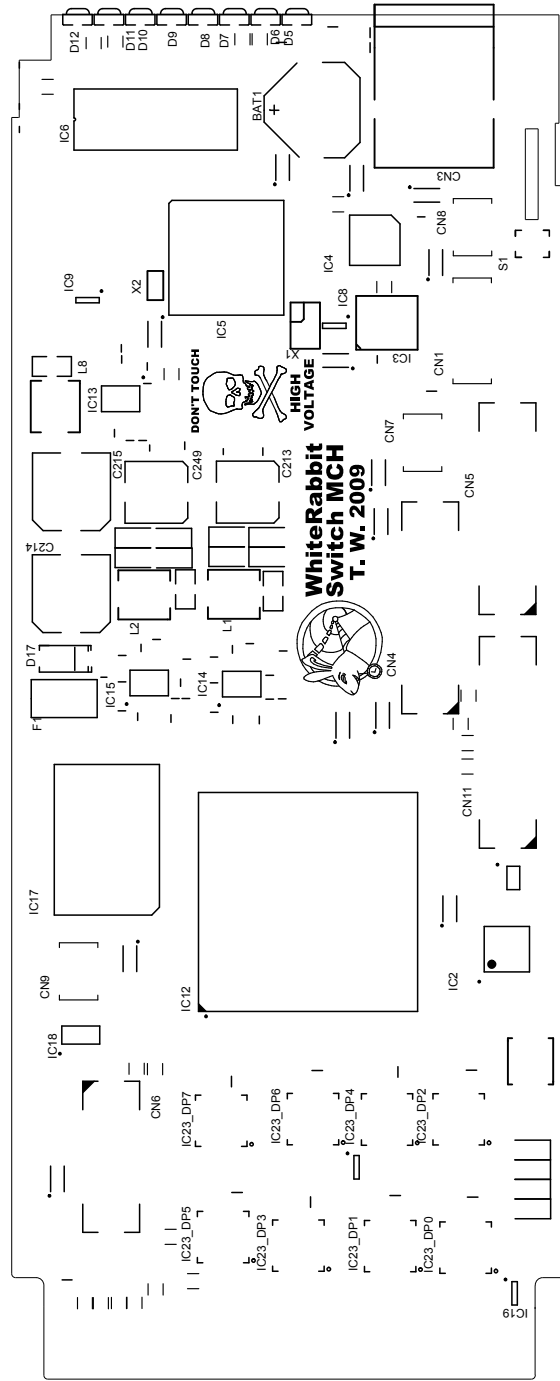 D12
D11
D10
D9
D8
D7
D6
D5
IC6
BAT1
+
CN3
CN8
IC4
S1
IC9
X2
IC5
IC8
X1
IC3
L8
IC13
CN1
DON'T TOUCH
HIGH
VOLTAGE
CN7
C215
C249
C213
CN5
WhiteRabbit
Switch MCH
T. W. 2009
C214
L2
L1
D17
CN4
IC15
IC14
F1
CN11
IC17
IC12
IC2
CN9
IC18
CN6
IC23_DP7
IC23_DP6
IC23_DP4
IC23_DP2
IC23_DP5
IC23_DP3
IC23_DP1
IC23_DP0
IC19